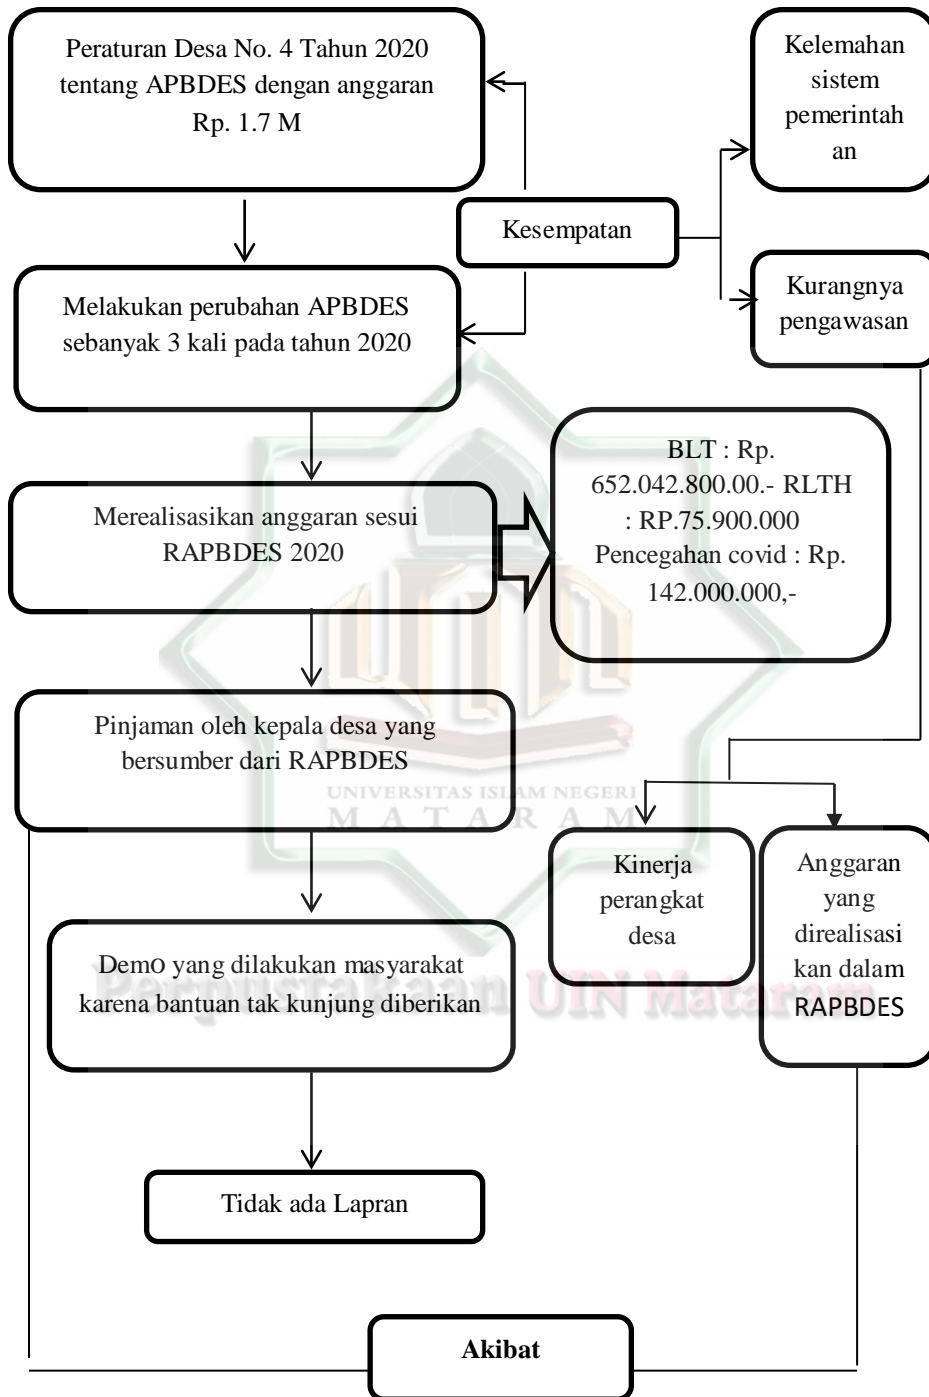 Peraturan Desa No. 4 Tahun 2020
tentang APBDES dengan anggaran
Rp. 1.7 M
Kelemahan
sistem
pemerintah
an
Kesempatan
Melakukan perubahan APBDES
sebanyak 3 kali pada tahun 2020
Kurangnya
pengawasan
Merealisasikan anggaran sesui
RAPBDES 2020
BLT : Rp.
652.042.800.00.- RLTH
: RP.75.900.000
Pencegahan covid : Rp.
142.000.000,-
Pinjaman oleh kepala desa yang
bersumber dari RAPBDES
UNIVERSITAS ISLAM NEGERI
MATARAM
Kinerja
perangkat
desa
Anggaran
yang
direalisasi
kan dalam
RAPBDES
Demo yang dilakukan masyarakat
karena bantuan tak kunjung diberikan
Perpustakaan UIN Mataram
Tidak ada Lapran
Akibat